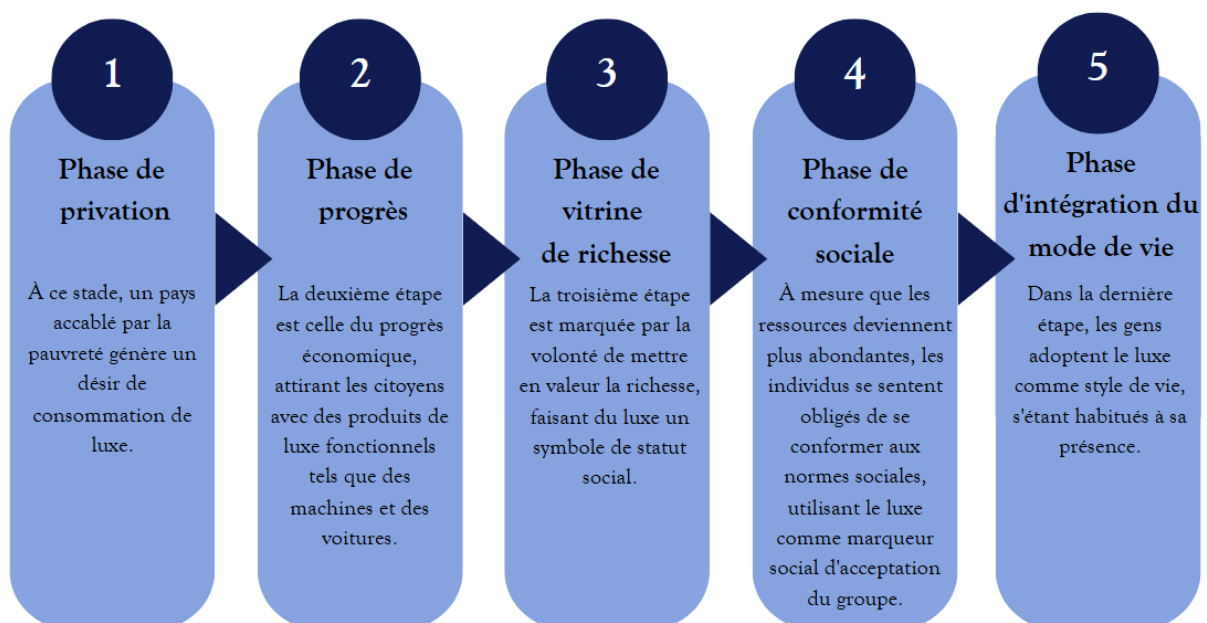 1
Phase de
privation
À ce stade, un pays
accablé par la
pauvreté génère un
désir de
consommation de
luxe.
2
Phase de
progrès
La deuxième étape
est celle du progrès
économique,
attirant les citoyens
avec des produits de
luxe fonctionnels
tels que des
machines et des
voitures.
3
Phase de
vitrine
de richesse
La troisième étape
est marquée par la
volonté de mettre
en valeur la richesse,
faisant du luxe un
symbole de statut
social.
4
Phase de
conformité
sociale
À mesure que les
ressources deviennent
plus abondantes, les
individus se sentent
obligés de se
conformer aux
normes sociales,
utilisant le luxe
comme marqueur
social d'acceptation
du groupe.
5
Phase
d'intégration du
mode de vie
Dans la dernière
étape, les gens
adoptent le luxe
comme style de vie,
s'étant habitués à sa
présence.